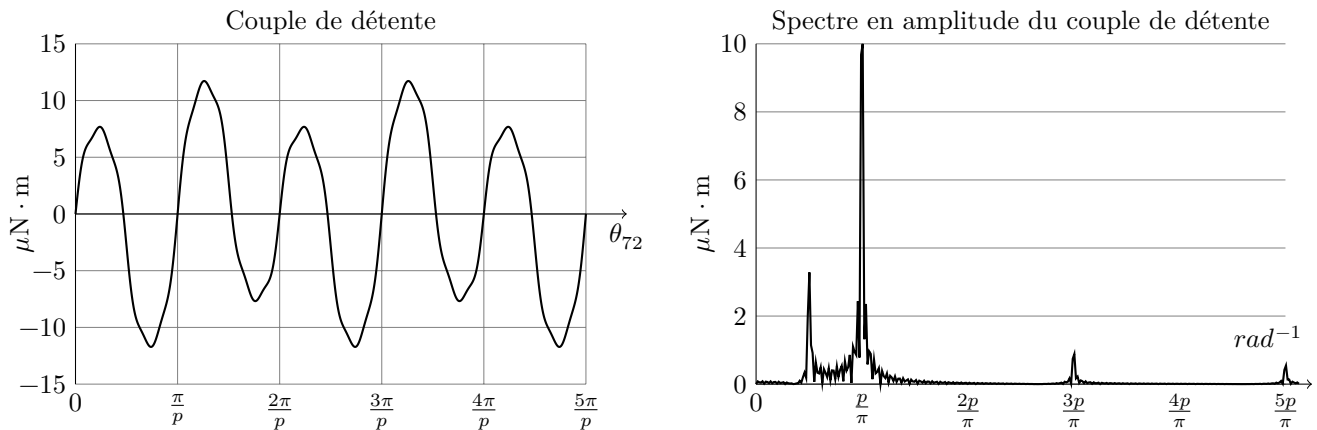 Couple de détente
15
10
5
0
−5
−10
−15
μN · m
θ72
0
π/p
2π/p
3π/p
4π/p
5π/p
Spectre en amplitude du couple de détente
10
8
6
4
2
0
μN · m
rad−1
0
p/π
2p/π
3p/π
4p/π
5p/π